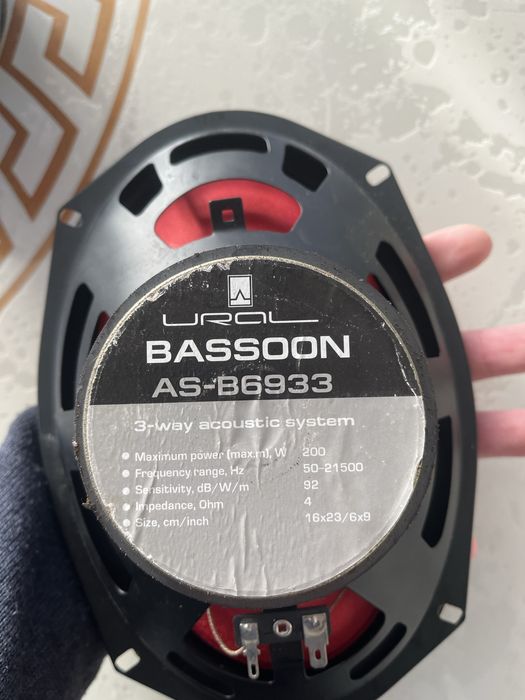 URAL
BASSOON
AS-B6933
3-way acoustic system
Maximum power (max.m), W 200
Frequency range, Hz 50-21500
Sensitivity, dB/W/m 92
Impedance, Ohm 4
Size, cm/inch 16x23/6x9